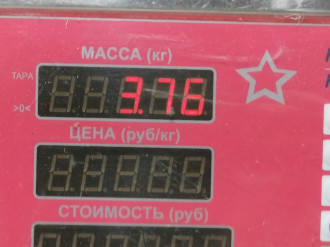 МАССА (кг)
ТАРА
>0<
3.76
ЦЕНА (руб/кг)
СТОИМОСТЬ (руб)